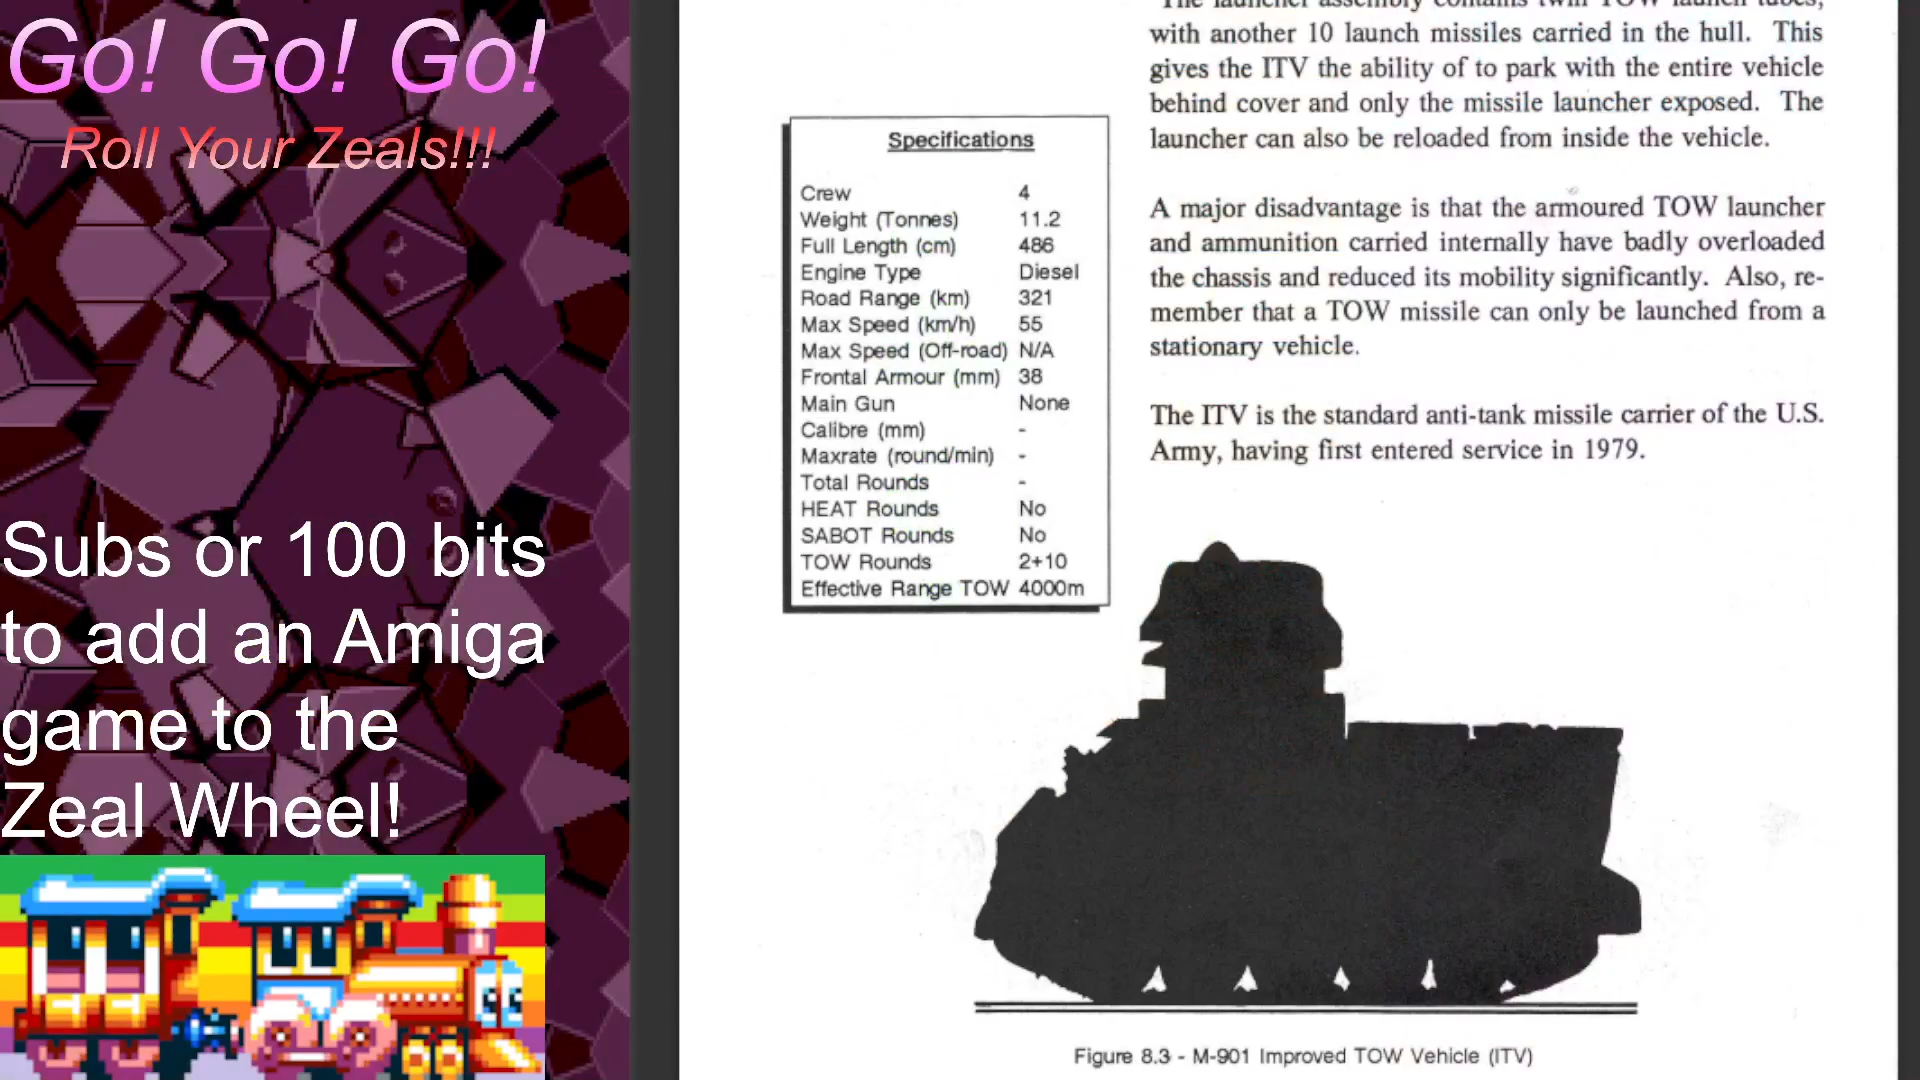 Go! Go! Go!
Roll Your Zeals!!!
Subs or 100 bits
to add an Amiga
game to the
Zeal Wheel!
Specifications
Crew 4
Weight (Tonnes) 11.2
Full Length (cm) 486
Engine Type Diesel
Road Range (km) 321
Max Speed (km/h) 55
Max Speed (Off-road) N/A
Frontal Armour (mm) 38
Main Gun None
Calibre (mm) -
Maxrate (round/min) -
Total Rounds -
HEAT Rounds No
SABOT Rounds No
TOW Rounds 2+10
Effective Range TOW 4000m
The launcher assembly contains twin TOW launch tubes,
with another 10 launch missiles carried in the hull. This
gives the ITV the ability of to park with the entire vehicle
behind cover and only the missile launcher exposed. The
launcher can also be reloaded from inside the vehicle.
A major disadvantage is that the armoured TOW launcher
and ammunition carried internally have badly overloaded
the chassis and reduced its mobility significantly. Also, re-
member that a TOW missile can only be launched from a
stationary vehicle.
The ITV is the standard anti-tank missile carrier of the U.S.
Army, having first entered service in 1979.
Figure 8.3 - M-901 Improved TOW Vehicle (ITV)